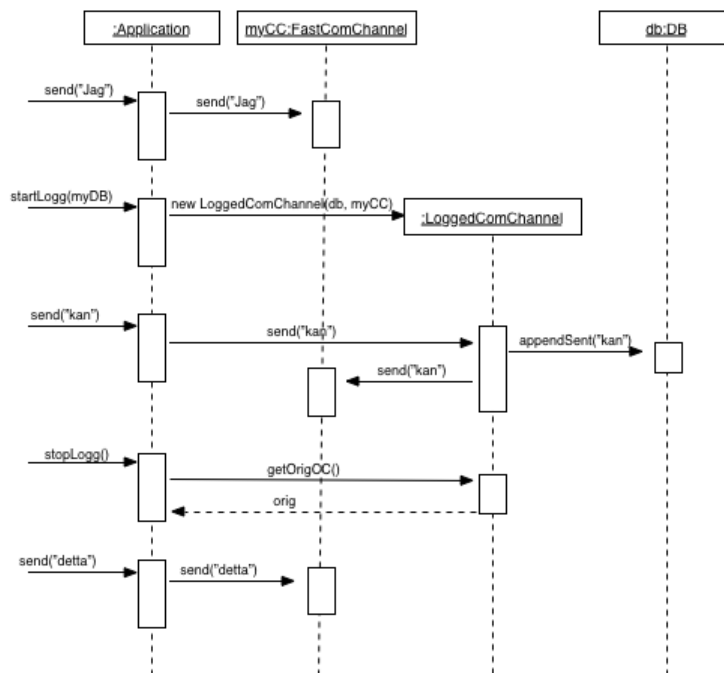 :Application
myCC:FastComChannel
db:DB
send("Jag")
send("Jag")
startLogg(myDB)
new LoggedComChannel(db, myCC)
:LoggedComChannel
send("kan")
send("kan")
appendSent("kan")
send("kan")
stopLogg()
getOrigOC()
orig
send("detta")
send("detta")